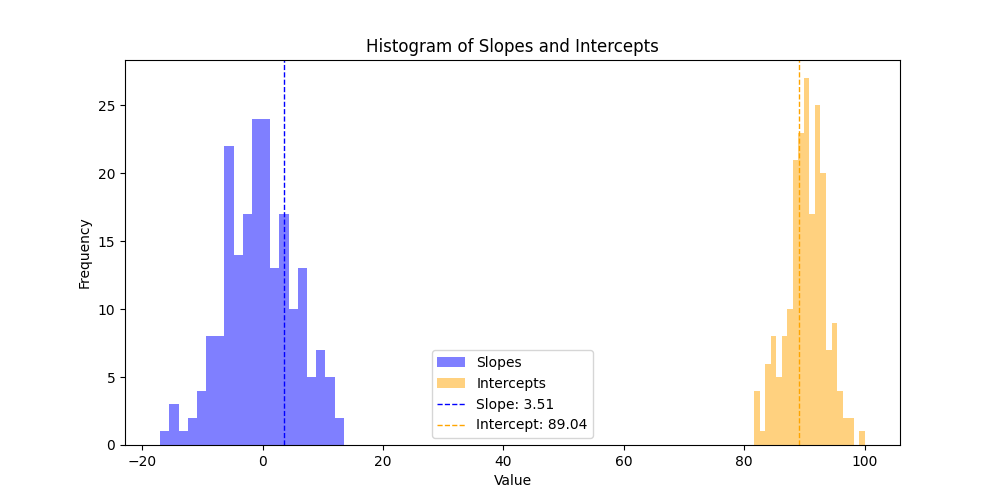 Histogram of Slopes and Intercepts
Frequency
25
20
15
10
5
0
−20
0
20
40
60
80
100
Value
Slopes
Intercepts
Slope: 3.51
Intercept: 89.04